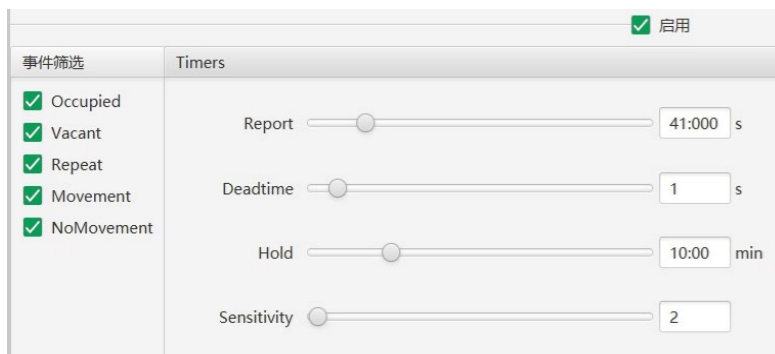 启用
事件筛选 Timers
Occupied
Vacant
Repeat
Movement
NoMovement
Report 41:000 s
Deadtime 1 s
Hold 10:00 min
Sensitivity 2